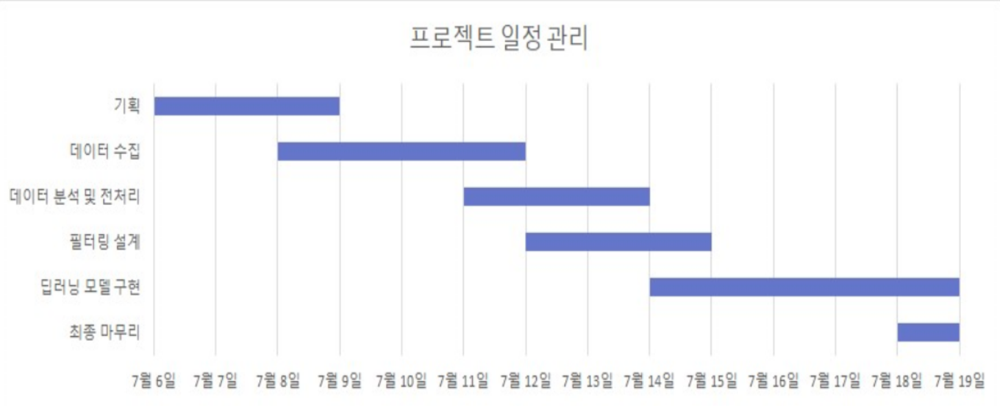 프로젝트 일정 관리
기획
데이터 수집
데이터 분석 및 전처리
필터링 설계
딥러닝 모델 구현
최종 마무리
7월 6일 7월 7일 7월 8일 7월 9일 7월 10일 7월 11일 7월 12일 7월 13일 7월 14일 7월 15일 7월 16일 7월 17일 7월 18일 7월 19일